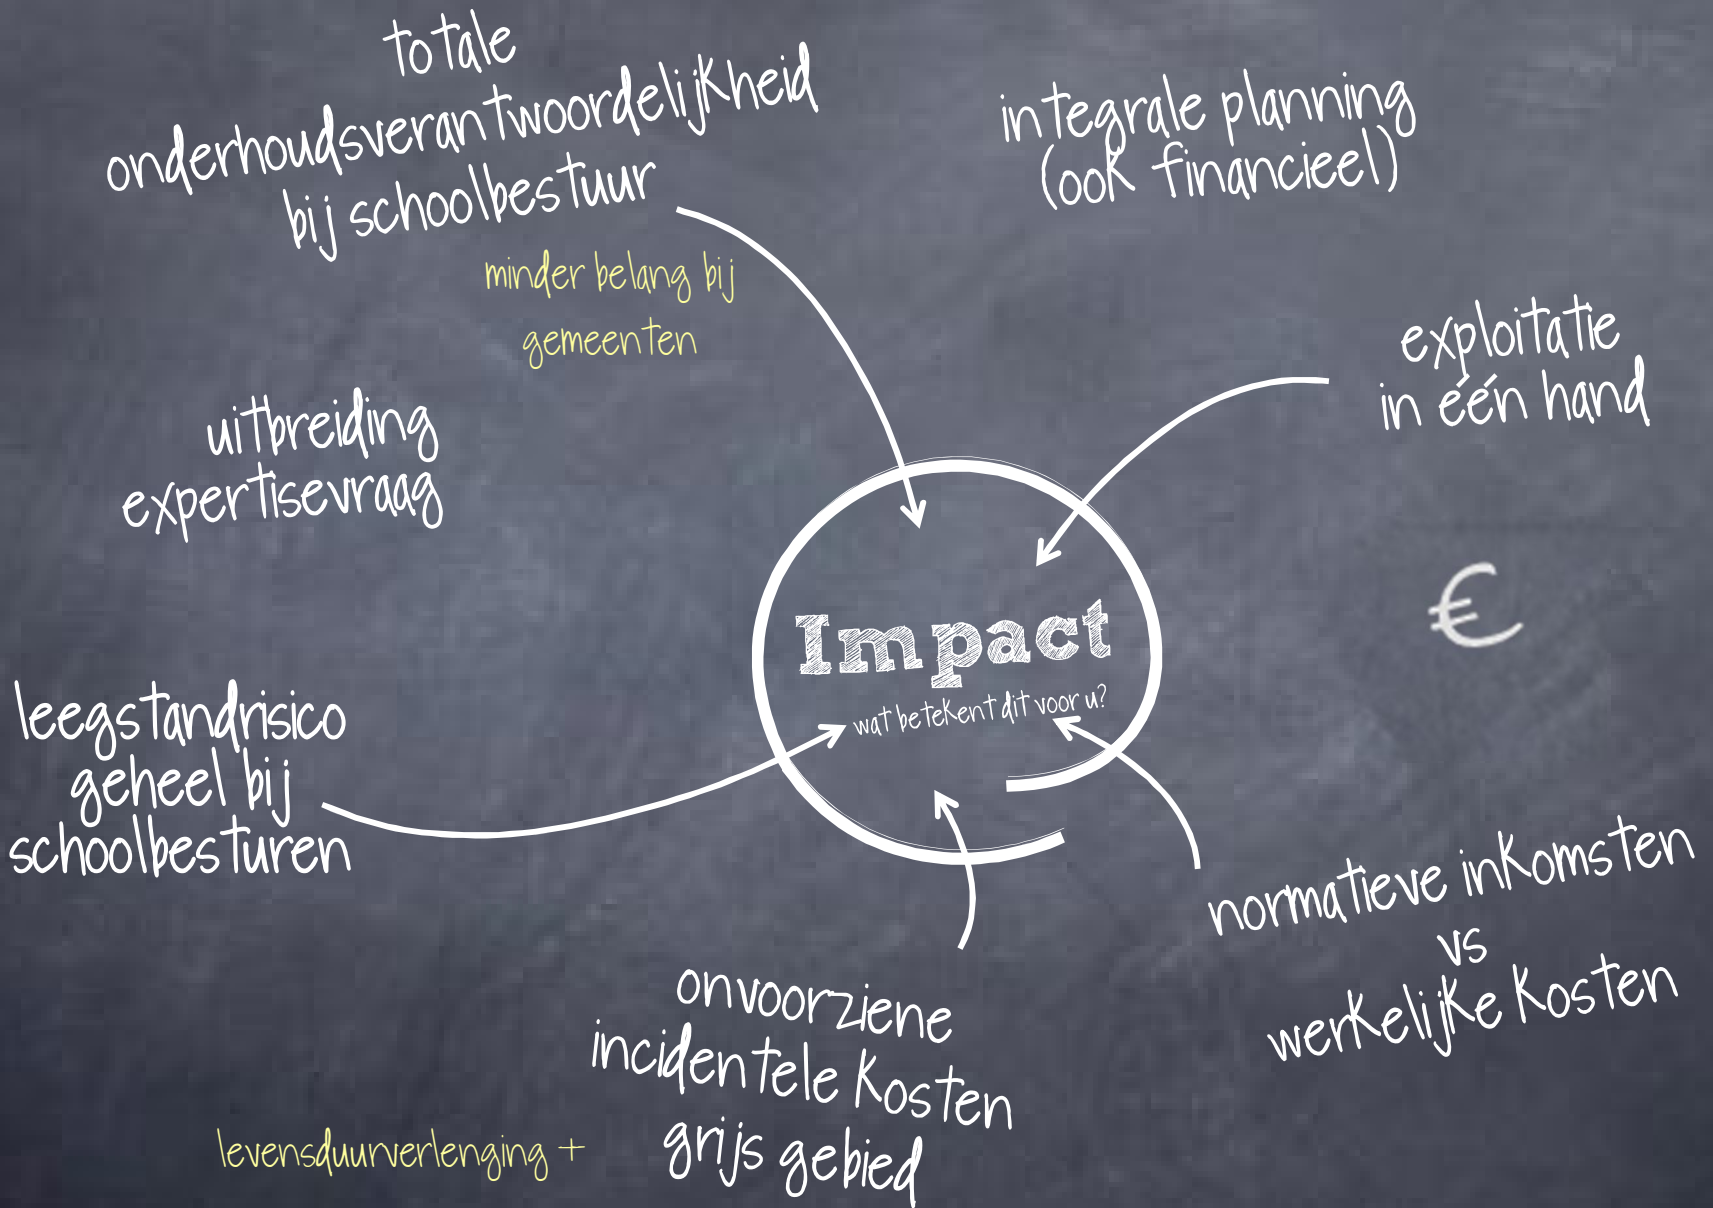 totale
onderhoudsverantwoordelijkheid
bij schoolbestuur
minder belang bij
gemeenten
integrale planning
(ook financieel)
exploitatie
in één hand
uitbreiding
expertisevraag
€
Impact
wat betekent dit voor u?
leegstandrisico
geheel bij
schoolbesturen
normatieve inkomsten
vs
werkelijke kosten
onvoorziene
incidentele kosten
grijs gebied
levensduurverlenging +